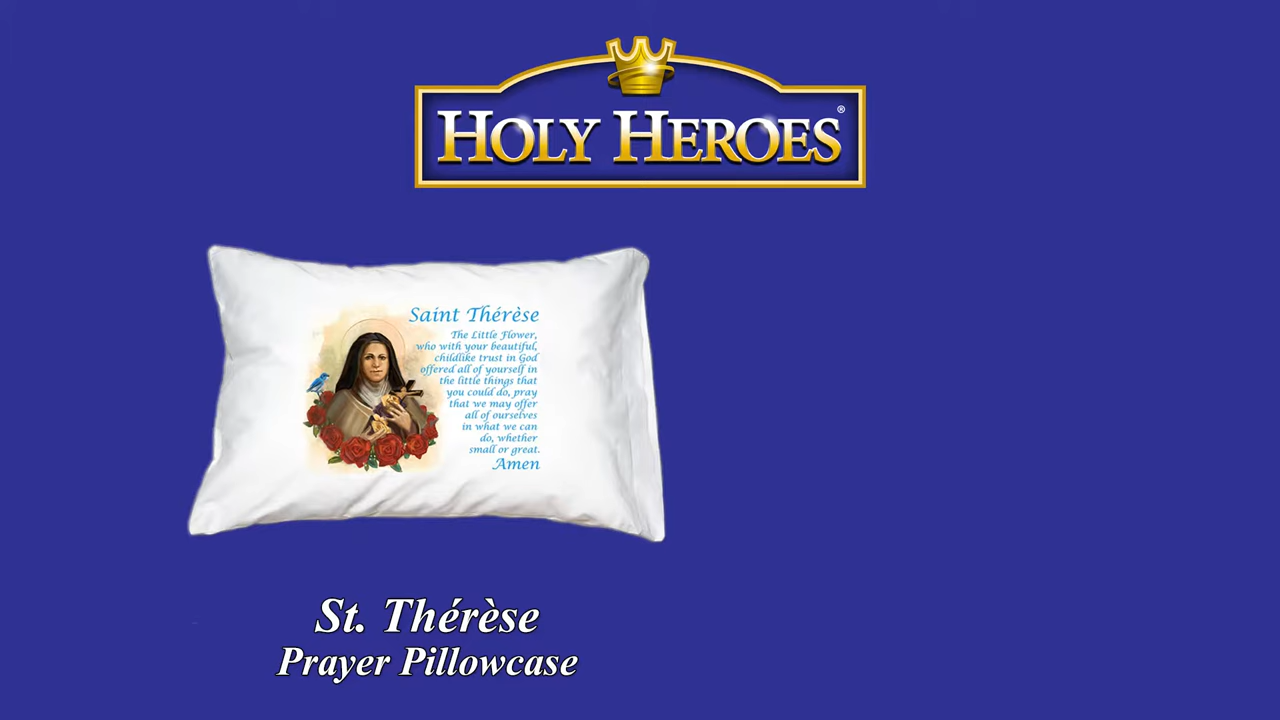 HOLY HEROES®
Saint Thérèse
The Little Flower,
who with your beautiful,
childlike trust in God
offered all of yourself in
the little things that
you could do, pray
that we may offer
all of ourselves
in what we can
do, whether
small or great.
Amen
St. Thérèse
Prayer Pillowcase